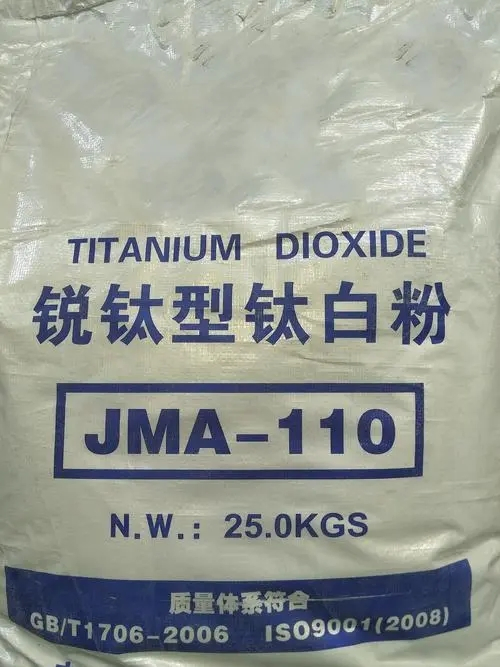 TITANIUM DIOXIDE
锐钛型钛白粉
JMA-110
N.W.: 25.0KGS
质量体系符合
GB/T1706-2006 ISO9001(2008)